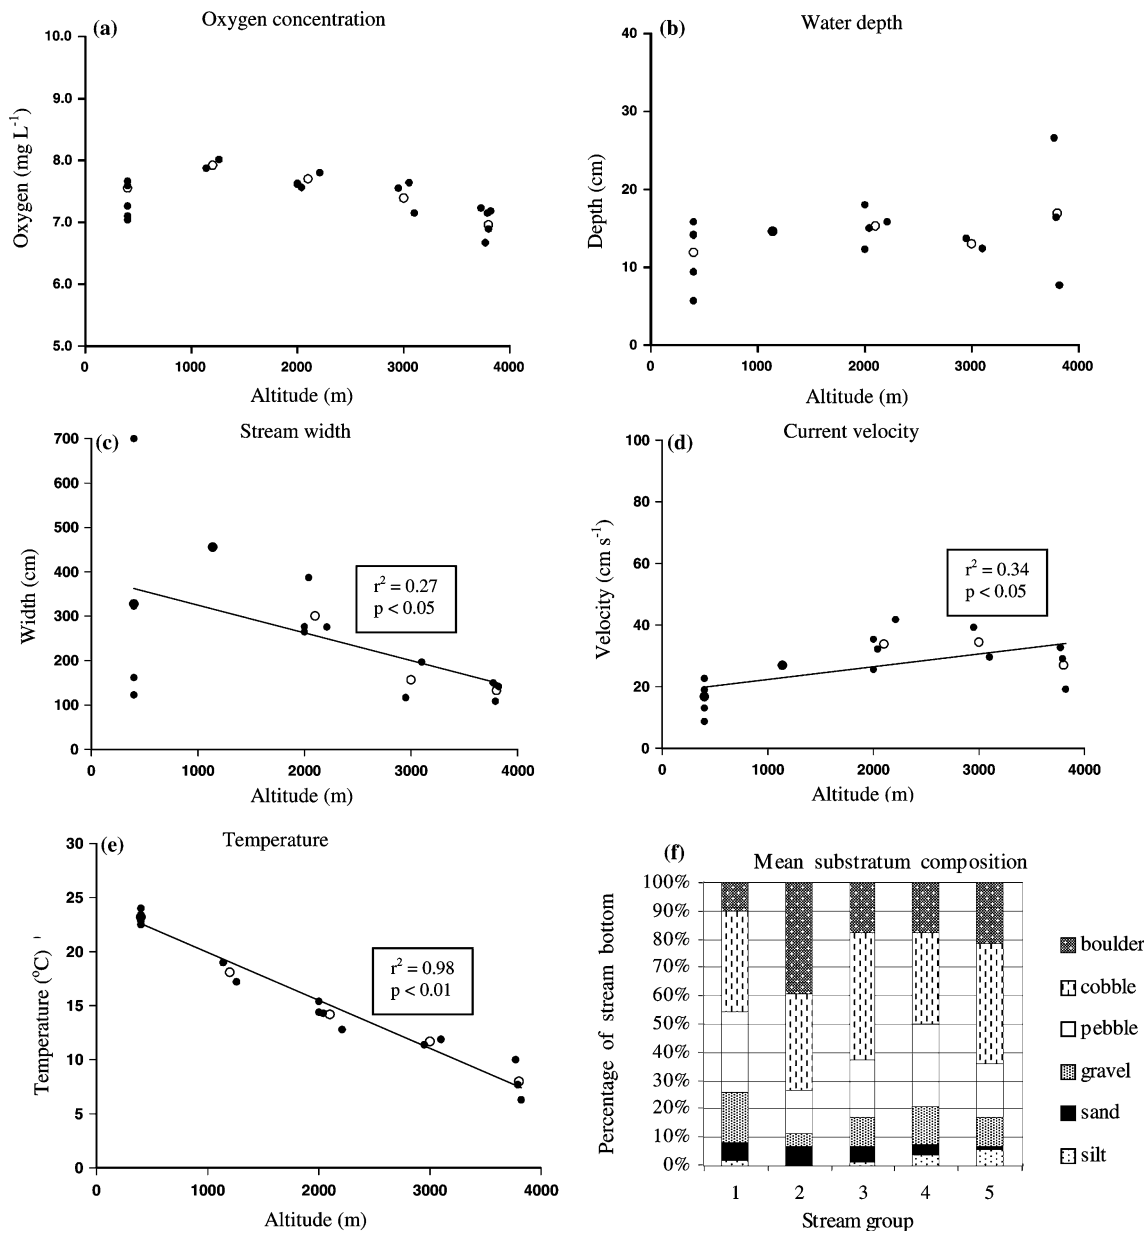 (a) Oxygen concentration
10.0
9.0
8.0
7.0
6.0
5.0
Oxygen (mg L⁻¹)
0 1000 2000 3000 4000
Altitude (m)
(b) Water depth
40
30
20
10
0
Depth (cm)
0 1000 2000 3000 4000
Altitude (m)
(c) Stream width
700
600
500
400
300
200
100
0
Width (cm)
r² = 0.27
p < 0.05
0 1000 2000 3000 4000
Altitude (m)
(d) Current velocity
100
80
60
40
20
0
Velocity (cm s⁻¹)
r² = 0.34
p < 0.05
0 1000 2000 3000 4000
Altitude (m)
(e) Temperature
30
25
20
15
10
5
0
Temperature (°C)
r² = 0.98
p < 0.01
0 1000 2000 3000 4000
Altitude (m)
(f) Mean substratum composition
100%
90%
80%
70%
60%
50%
40%
30%
20%
10%
0%
Percentage of stream bottom
1 2 3 4 5
Stream group
boulder
cobble
pebble
gravel
sand
silt